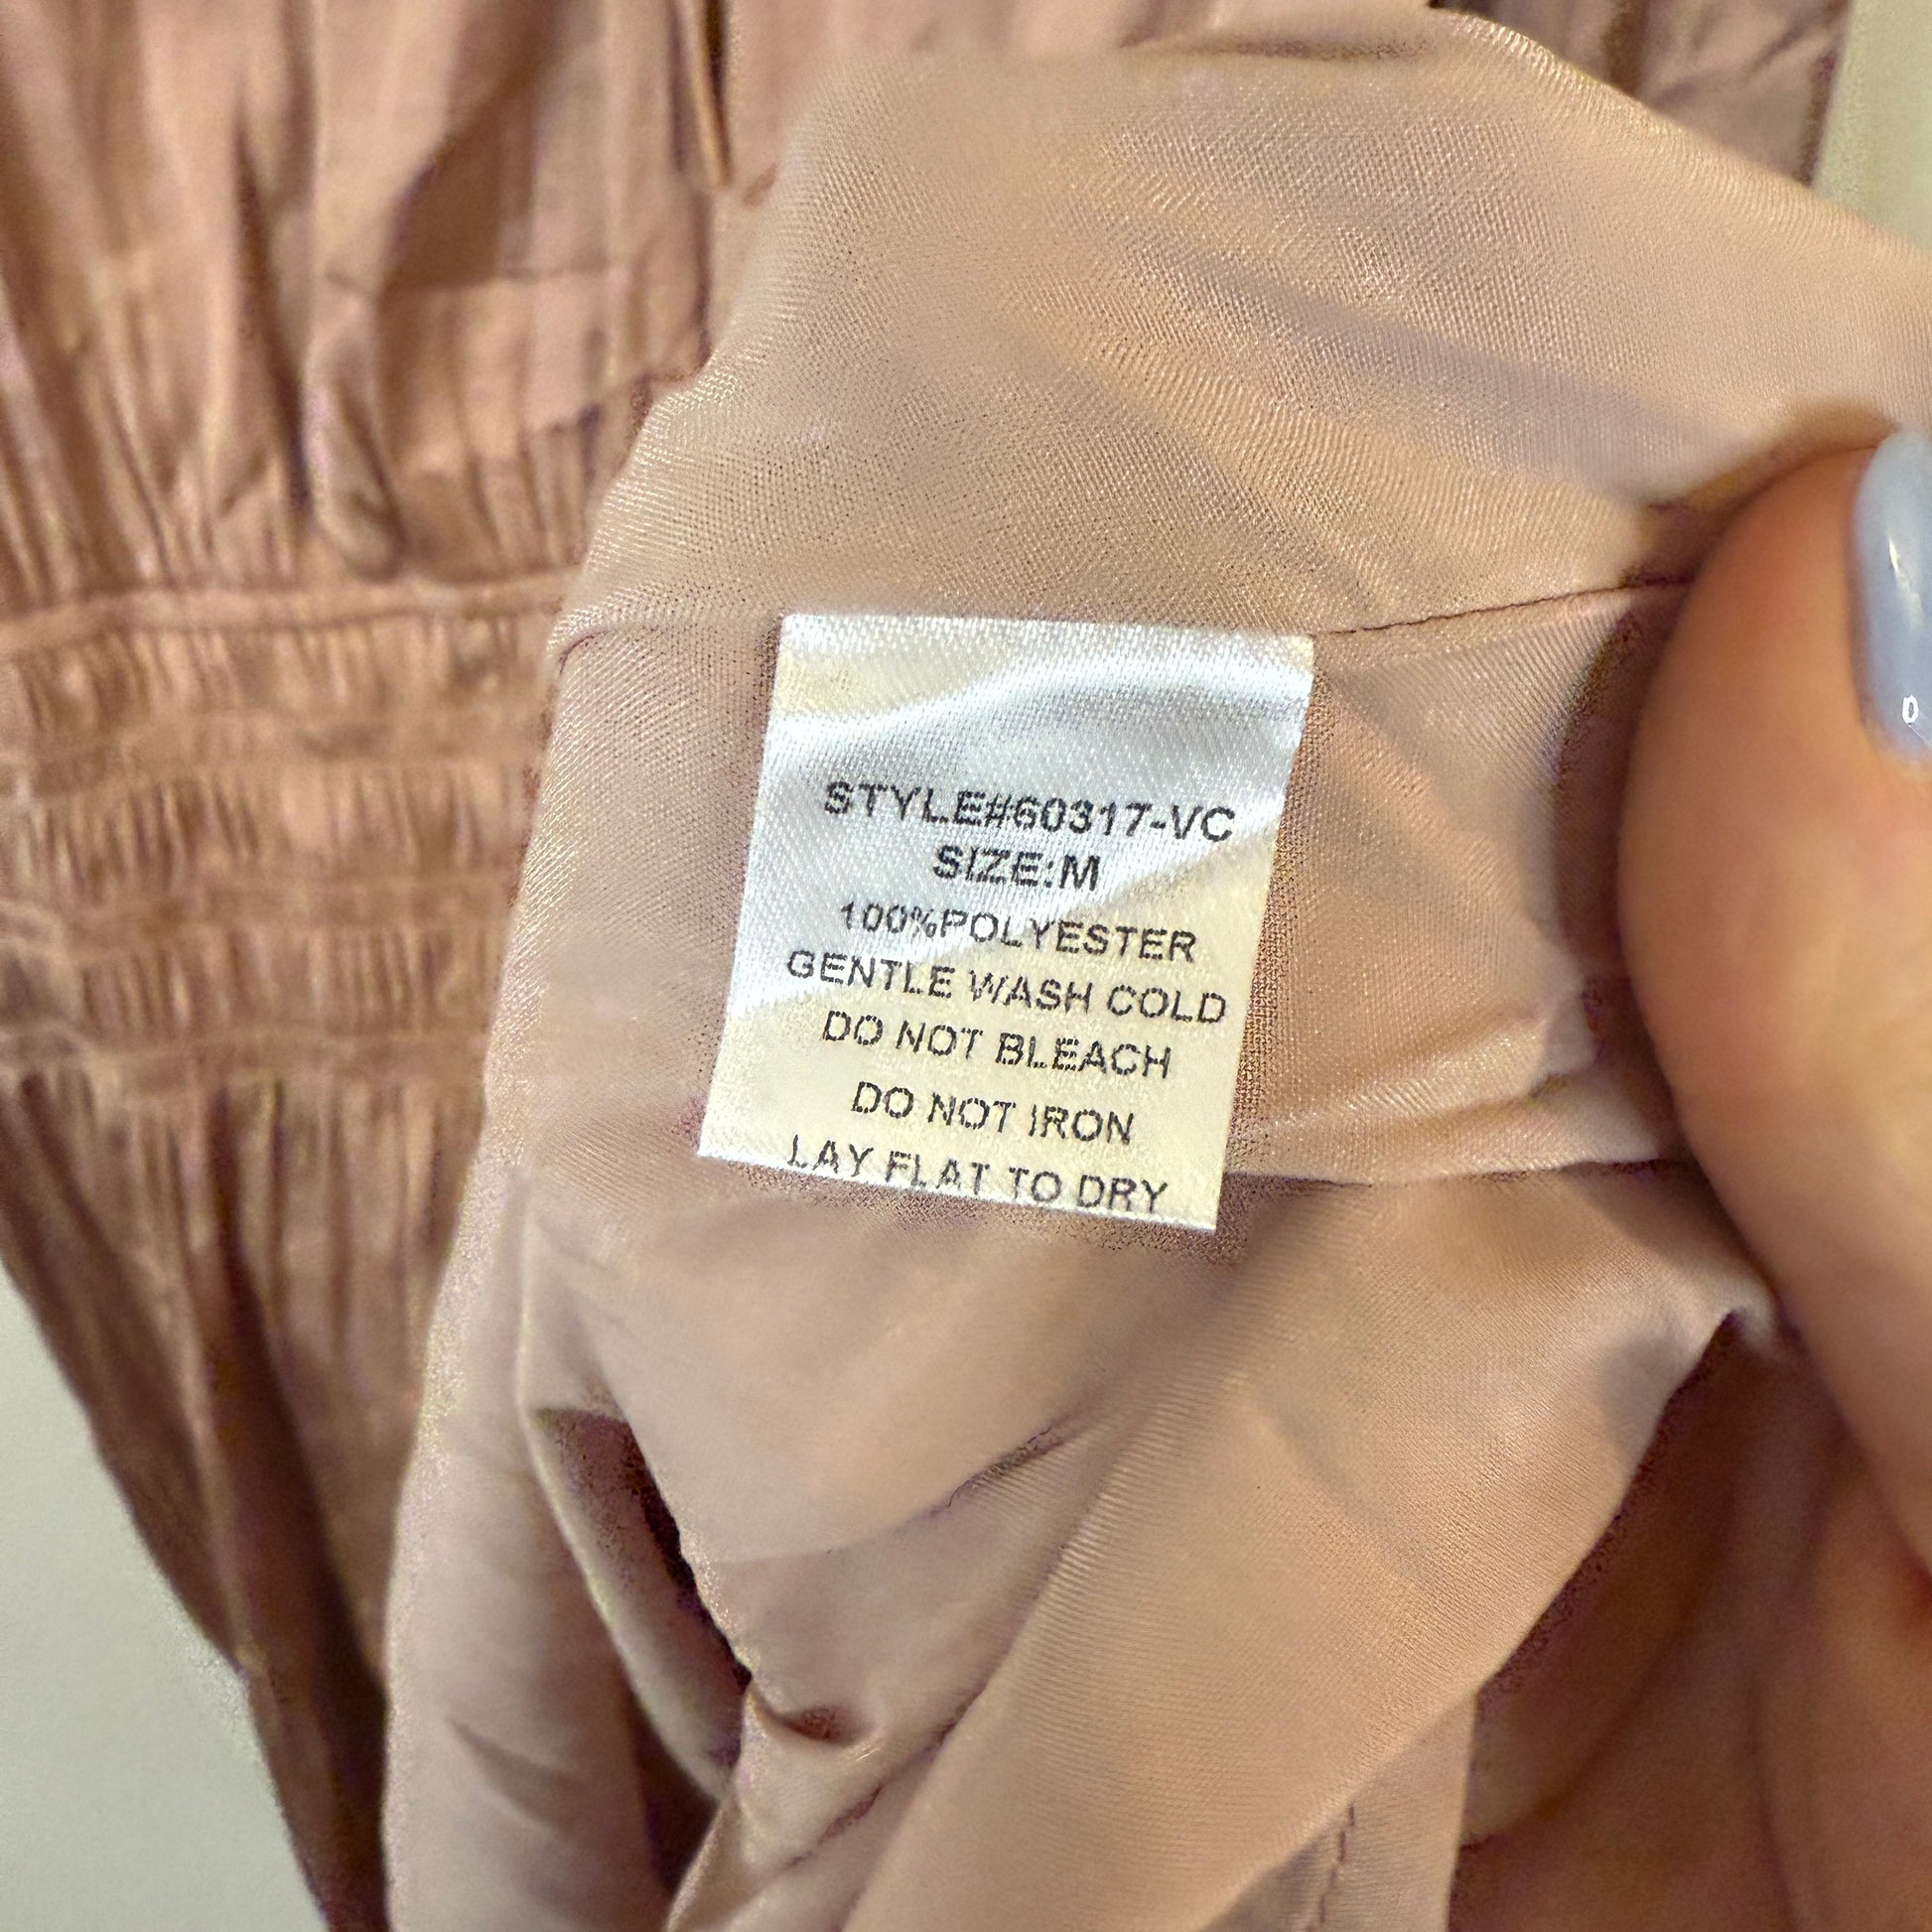 STYLE#60317-VC
SIZE:M
100%POLYESTER
GENTLE WASH COLD
DO NOT BLEACH
DO NOT IRON
LAY FLAT TO DRY